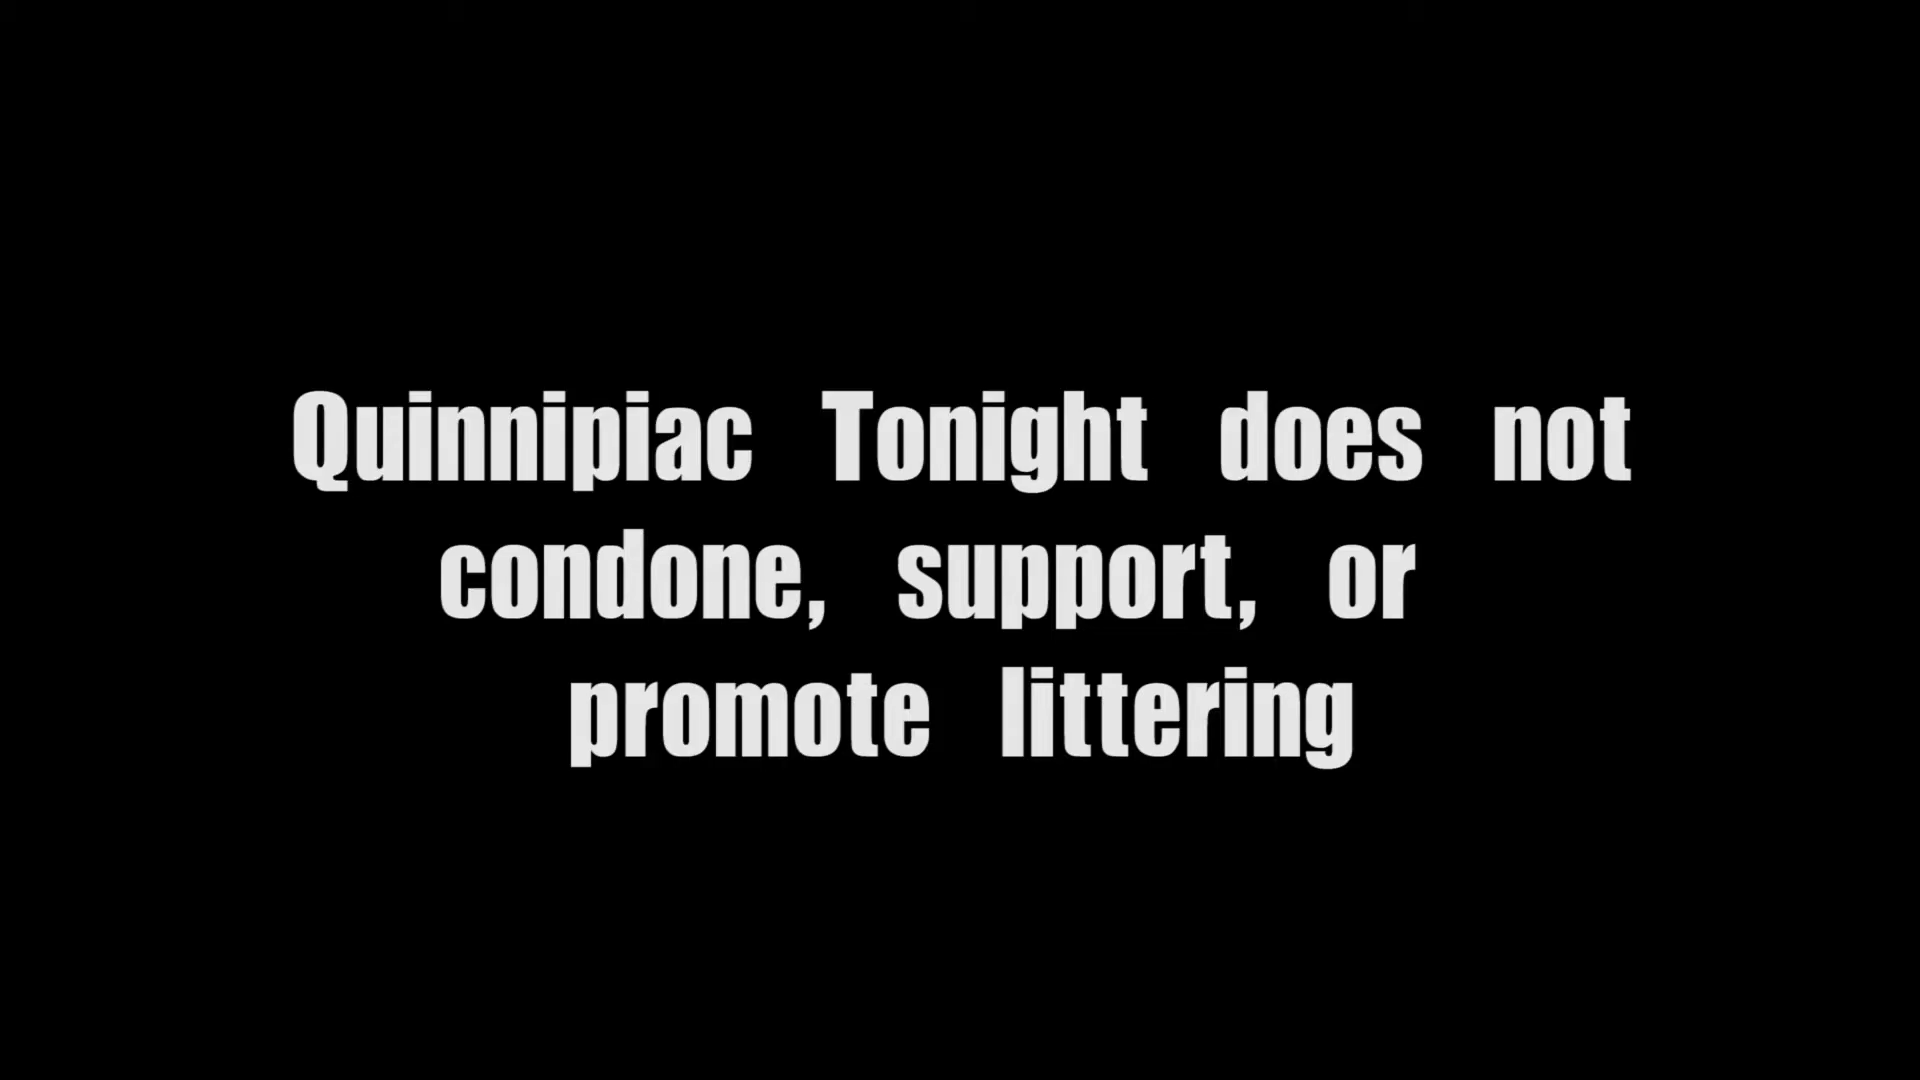 Quinnipiac Tonight does not
condone, support, or
promote littering